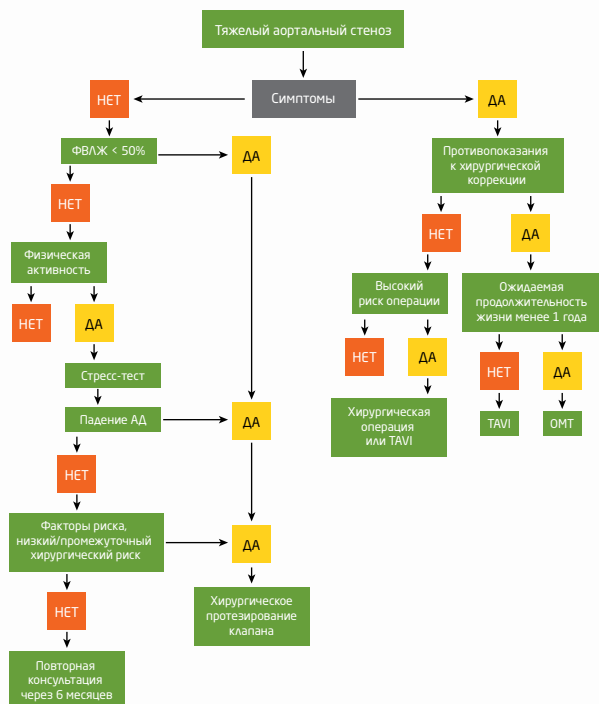 Тяжелый аортальный стеноз
НЕТ
Симптомы
ДА
ФВЛЖ < 50%
ДА
Противопоказания
к хирургической
коррекции
НЕТ
НЕТ
ДА
Физическая
активность
Высокий
риск операции
Ожидаемая
продолжительность
жизни менее 1 года
НЕТ
ДА
НЕТ
ДА
НЕТ
ДА
Стресс-тест
Падение АД
ДА
Хирургическая
операция
или TAVI
TAVI
ОМТ
НЕТ
Факторы риска,
низкий/промежуточный
хирургический риск
ДА
НЕТ
Хирургическое
протезирование
клапана
Повторная
консультация
через 6 месяцев